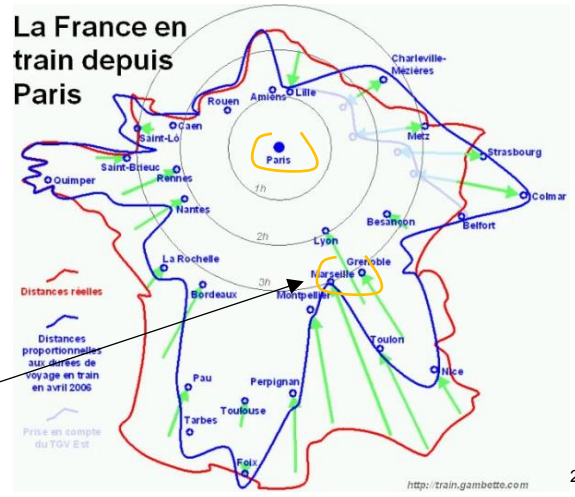 La France en
train depuis
Paris
Charleville-
Mézières
Lille
Amiens
Rouen
Caen
Saint-Lô
Metz
Paris
Strasbourg
Saint-Brieuc
Rennes
Quimper
1h
Colmar
Nantes
Besançon
Belfort
2h
Lyon
La Rochelle
Grenoble
3h
Marseille
Bordeaux
Montpellier
Distances réelles
Distances
proportionnelles
aux durées de
voyage en train
en avril 2006
Toulon
Nice
Pau
Perpignan
Toulouse
Tarbes
Prise en compte
du TGV Est
Foix
http://train.gambette.com
2